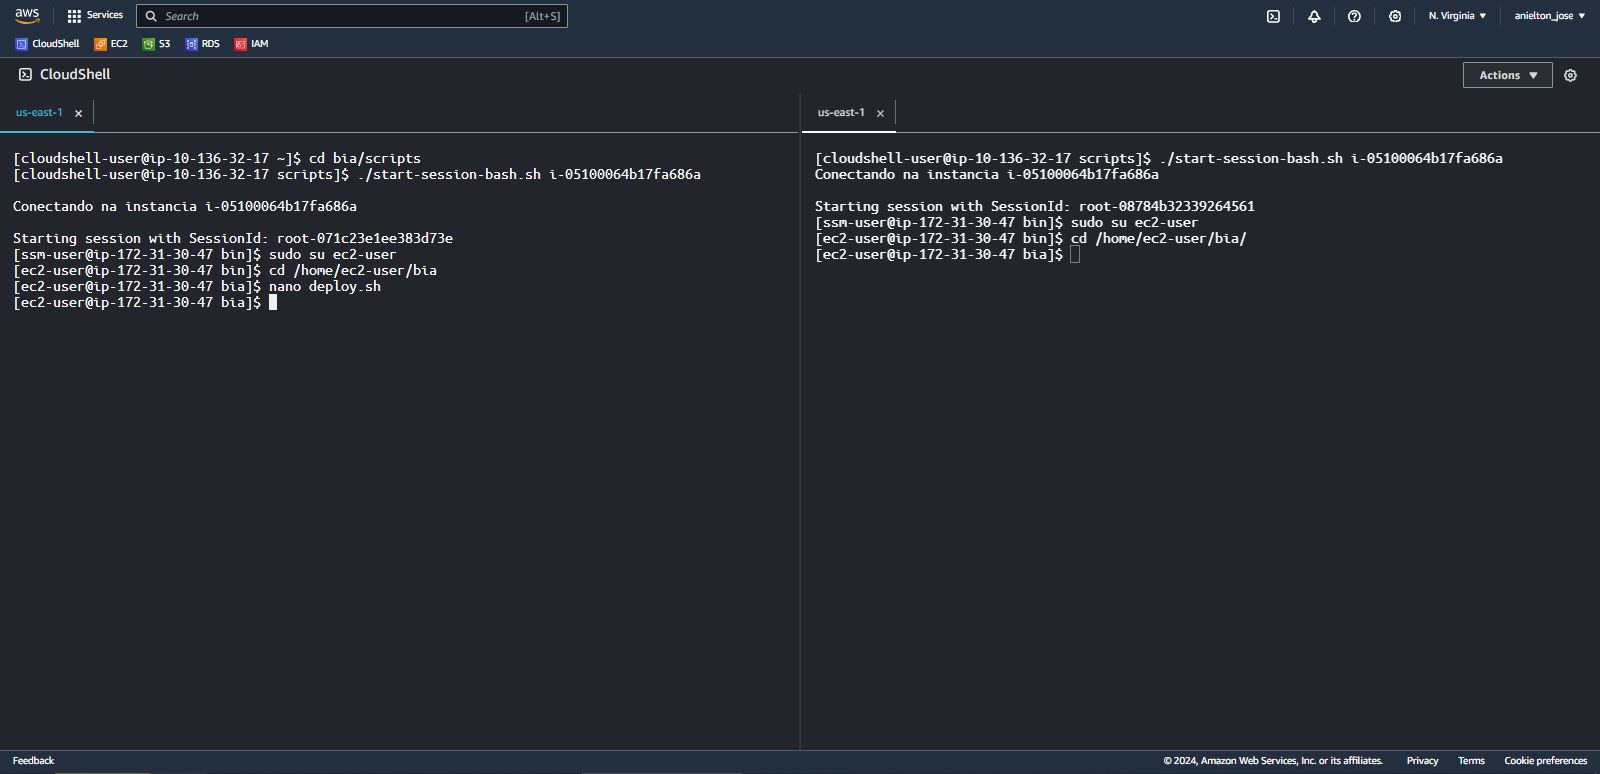 aws
Services
Search
[Alt+S]
N. Virginia
anielton_jose
CloudShell
EC2
S3
RDS
IAM
CloudShell
Actions
us-east-1
[cloudshell-user@ip-10-136-32-17 ~]$ cd bia/scripts
[cloudshell-user@ip-10-136-32-17 scripts]$ ./start-session-bash.sh i-05100064b17fa686a
Conectando na instancia i-05100064b17fa686a
Starting session with SessionId: root-071c23e1ee383d73e
[ssm-user@ip-172-31-30-47 bin]$ sudo su ec2-user
[ec2-user@ip-172-31-30-47 bin]$ cd /home/ec2-user/bia
[ec2-user@ip-172-31-30-47 bia]$ nano deploy.sh
[ec2-user@ip-172-31-30-47 bia]$
us-east-1
[cloudshell-user@ip-10-136-32-17 scripts]$ ./start-session-bash.sh i-05100064b17fa686a
Conectando na instancia i-05100064b17fa686a
Starting session with SessionId: root-08784b32339264561
[ssm-user@ip-172-31-30-47 bin]$ sudo su ec2-user
[ec2-user@ip-172-31-30-47 bin]$ cd /home/ec2-user/bia/
[ec2-user@ip-172-31-30-47 bia]$
Feedback
© 2024, Amazon Web Services, Inc. or its affiliates.
Privacy
Terms
Cookie preferences